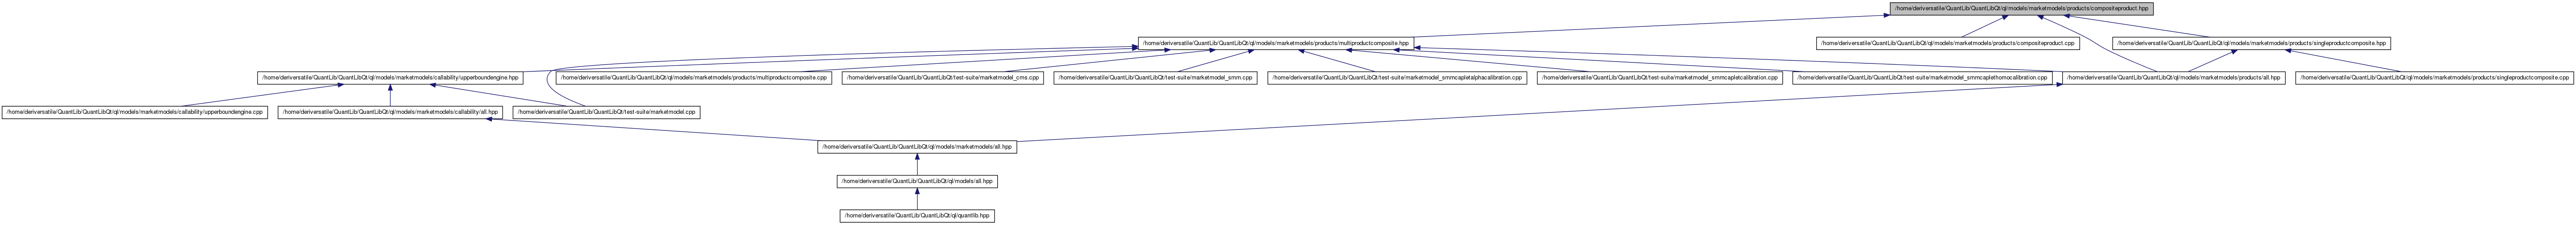 /home/deriversatile/QuantLib/QuantLibQt/ql/models/marketmodels/products/compositeproduct.hpp
/home/deriversatile/QuantLib/QuantLibQt/ql/models/marketmodels/products/multiproductcomposite.hpp
/home/deriversatile/QuantLib/QuantLibQt/ql/models/marketmodels/products/compositeproduct.cpp
/home/deriversatile/QuantLib/QuantLibQt/ql/models/marketmodels/products/singleproductcomposite.hpp
/home/deriversatile/QuantLib/QuantLibQt/ql/models/marketmodels/callability/upperboundengine.hpp
/home/deriversatile/QuantLib/QuantLibQt/ql/models/marketmodels/products/multiproductcomposite.cpp
/home/deriversatile/QuantLib/QuantLibQt/test-suite/marketmodel_cms.cpp
/home/deriversatile/QuantLib/QuantLibQt/test-suite/marketmodel_smm.cpp
/home/deriversatile/QuantLib/QuantLibQt/test-suite/marketmodel_smmcapletalphacalibration.cpp
/home/deriversatile/QuantLib/QuantLibQt/test-suite/marketmodel_smmcapletcalibration.cpp
/home/deriversatile/QuantLib/QuantLibQt/test-suite/marketmodel_smmcaplethomocalibration.cpp
/home/deriversatile/QuantLib/QuantLibQt/ql/models/marketmodels/products/all.hpp
/home/deriversatile/QuantLib/QuantLibQt/ql/models/marketmodels/products/singleproductcomposite.cpp
/home/deriversatile/QuantLib/QuantLibQt/ql/models/marketmodels/callability/upperboundengine.cpp
/home/deriversatile/QuantLib/QuantLibQt/ql/models/marketmodels/callability/all.hpp
/home/deriversatile/QuantLib/QuantLibQt/test-suite/marketmodel.cpp
/home/deriversatile/QuantLib/QuantLibQt/ql/models/marketmodels/all.hpp
/home/deriversatile/QuantLib/QuantLibQt/ql/models/all.hpp
/home/deriversatile/QuantLib/QuantLibQt/ql/quantlib.hpp